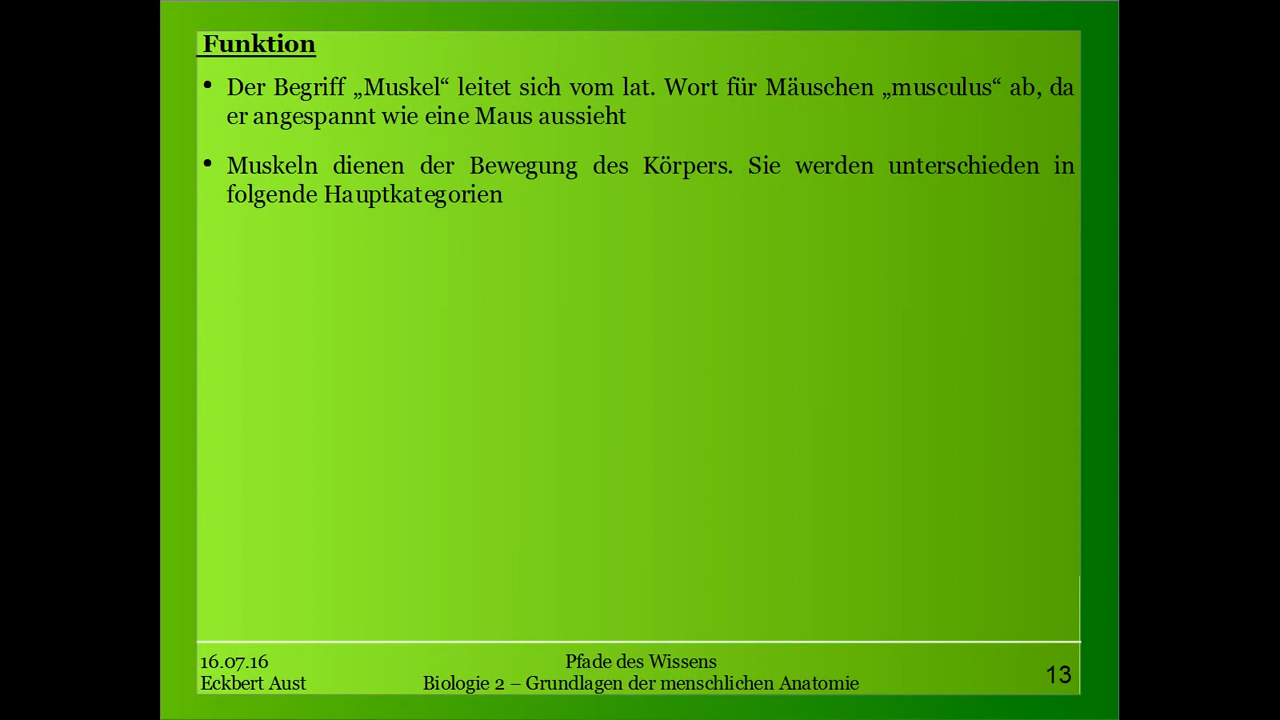 Funktion
• Der Begriff „Muskel“ leitet sich vom lat. Wort für Mäuschen „musculus“ ab, da
er angespannt wie eine Maus aussieht
• Muskeln dienen der Bewegung des Körpers. Sie werden unterschieden in
folgende Hauptkategorien
16.07.16
Eckbert Aust
Pfade des Wissens
Biologie 2 – Grundlagen der menschlichen Anatomie
13